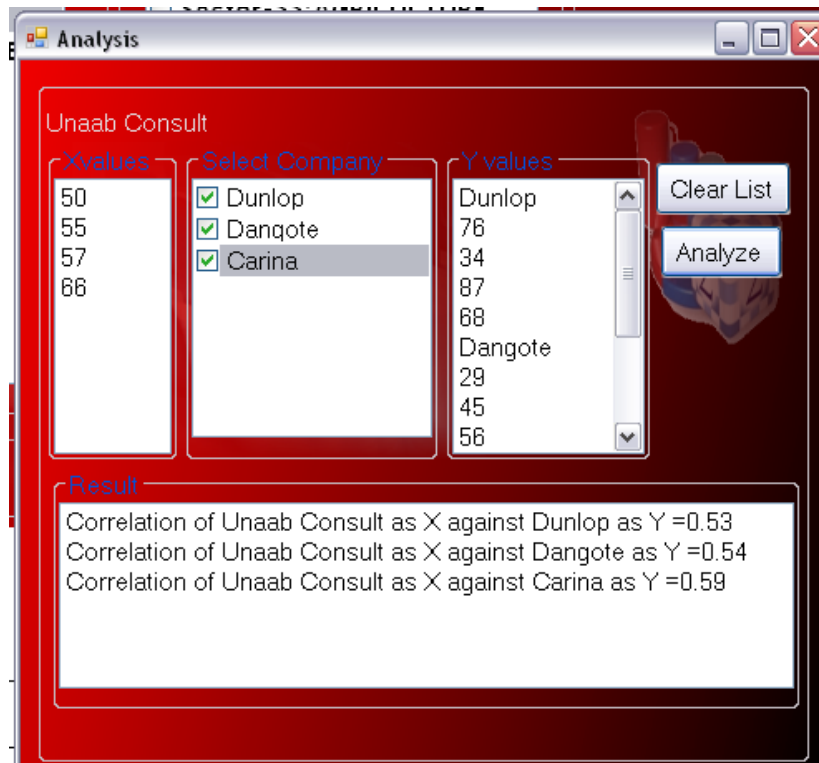 Analysis
Unaab Consult
Xvalues
50
55
57
66
Select Company
Dunlop
Dangote
Carina
Y values
Dunlop
76
34
87
68
Dangote
29
45
56
Clear List
Analyze
Result
Correlation of Unaab Consult as X against Dunlop as Y =0.53
Correlation of Unaab Consult as X against Dangote as Y =0.54
Correlation of Unaab Consult as X against Carina as Y =0.59